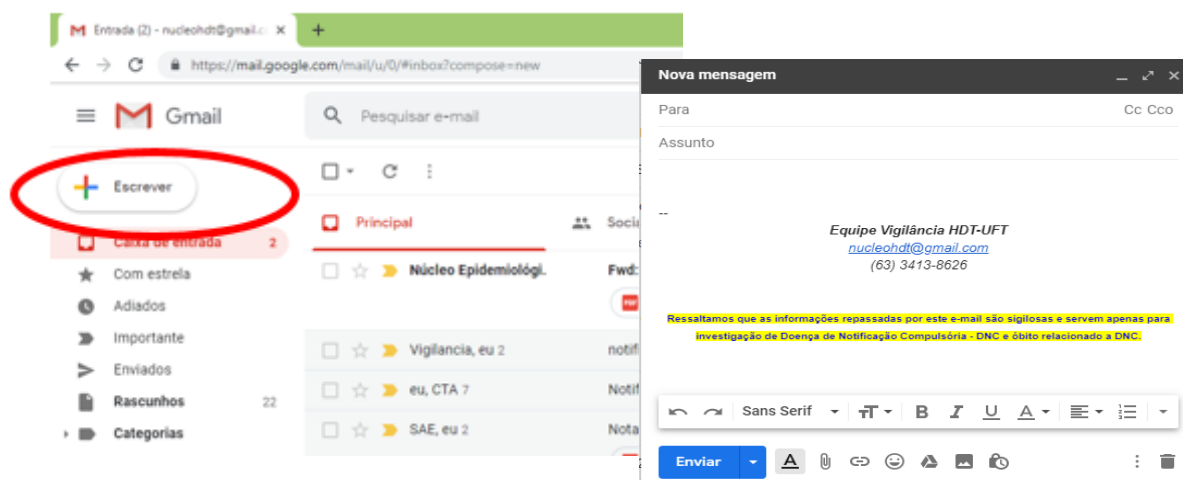 Entrada (2) - nucleohdt@gmail.c
https://mail.google.com/mail/u/0/#inbox?compose=new
Gmail
Pesquisar e-mail
Escrever
Principal
Caixa de entrada 2
Com estrela
Núcleo Epidemiológi. Fwd:
Adiados
Importante
Vigilancia, eu 2
Enviados
eu, CTA 7
Rascunhos 22
SAE, eu 2 Nota
Categorias
Nova mensagem
Para Cc Cco
Assunto
--
Equipe Vigilância HDT-UFT
nucleohdt@gmail.com
(63) 3413-8626
Ressaltamos que as informações repassadas por este e-mail são sigilosas e servem apenas para
investigação de Doença de Notificação Compulsória - DNC e óbito relacionado a DNC.
Sans Serif
Enviar